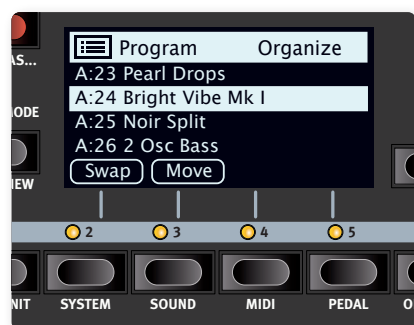 Program Organize
AS...
A:23 Pearl Drops
A:24 Bright Vibe Mk I
A:25 Noir Split
A:26 2 Osc Bass
Swap Move
2 3 4 5
SYSTEM SOUND MIDI PEDAL